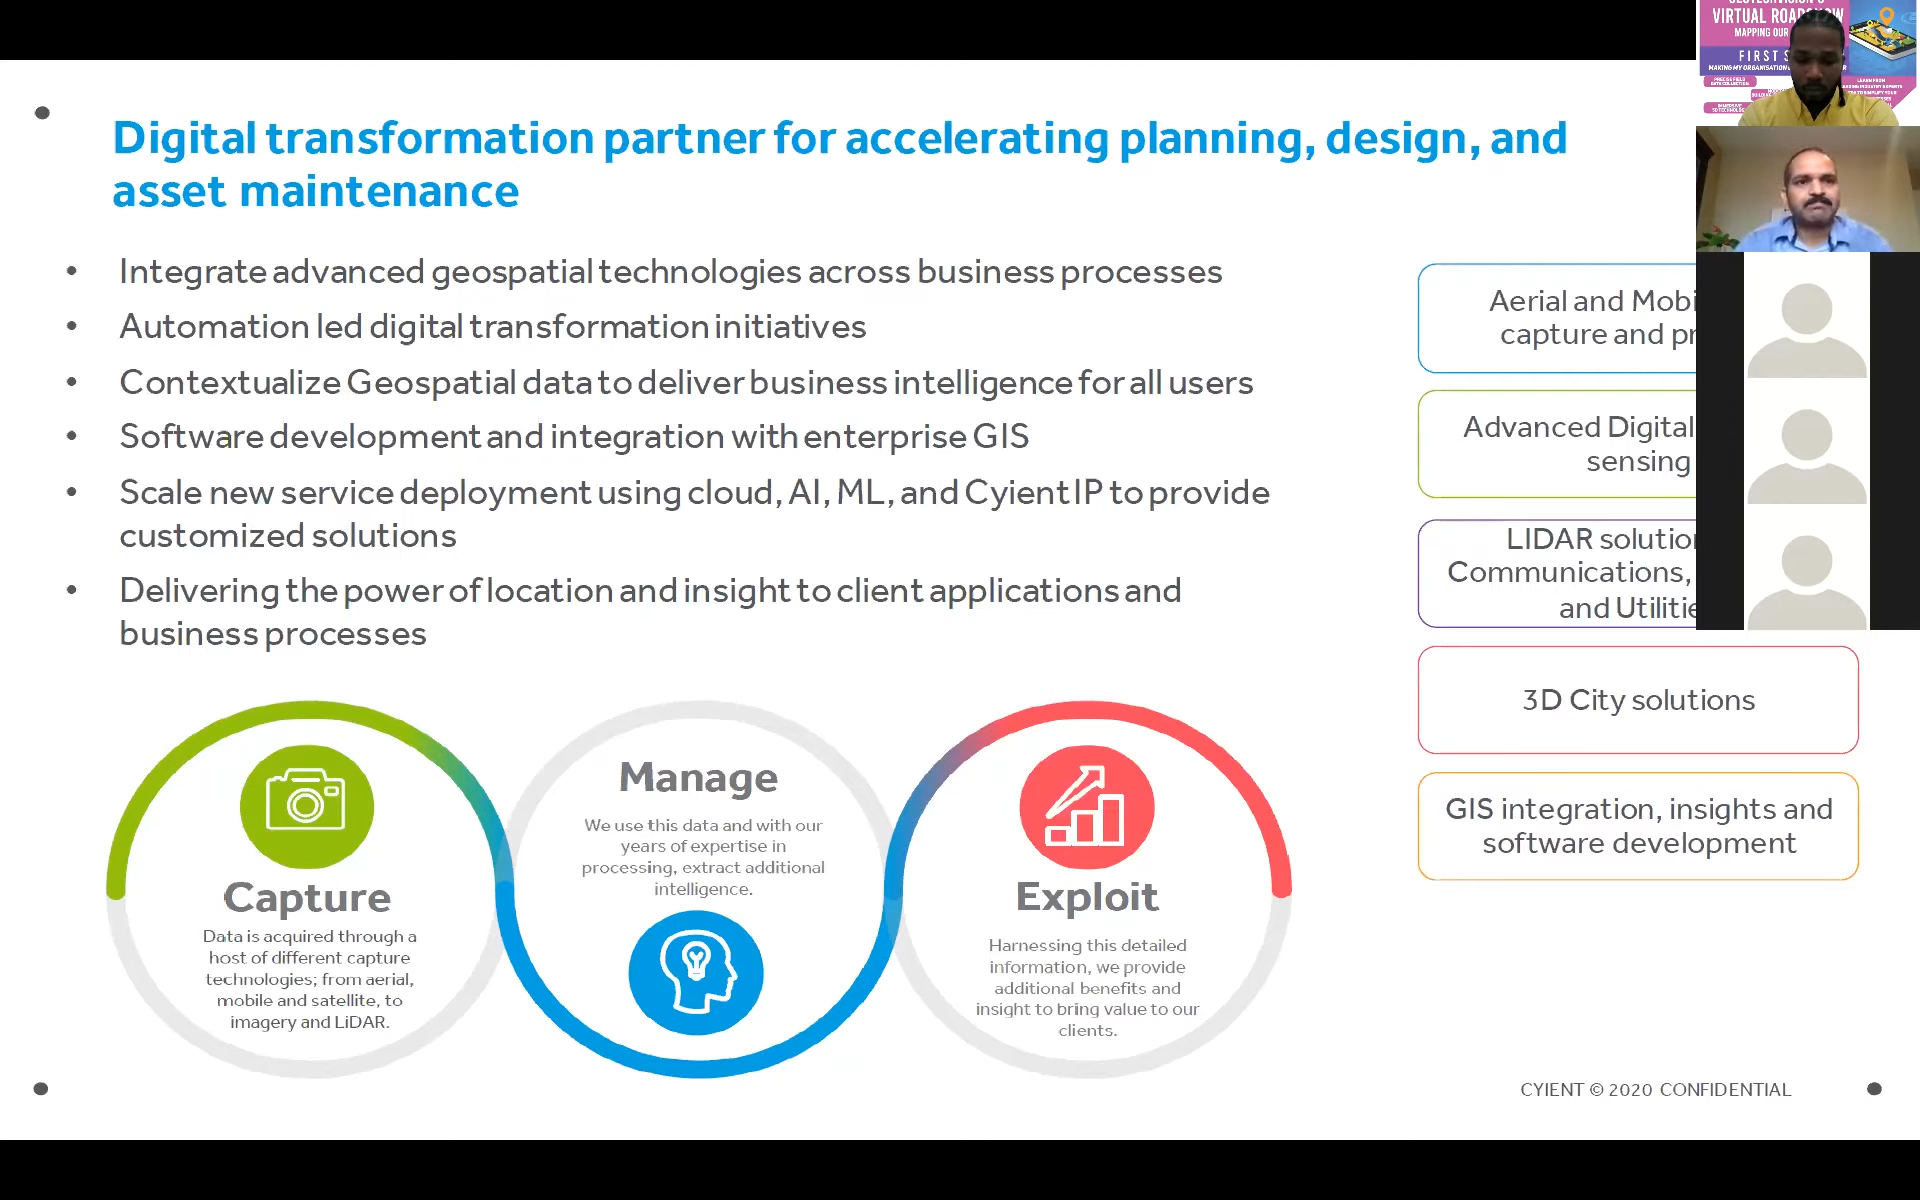 Digital transformation partner for accelerating planning, design, and
asset maintenance
• Integrate advanced geospatial technologies across business processes
• Automation led digital transformation initiatives
• Contextualize Geospatial data to deliver business intelligence for all users
• Software development and integration with enterprise GIS
• Scale new service deployment using cloud, AI, ML, and Cyient IP to provide
customized solutions
• Delivering the power of location and insight to client applications and
business processes
Capture
Data is acquired through a
host of different capture
technologies; from aerial,
mobile and satellite, to
imagery and LiDAR.
Manage
We use this data and with our
years of expertise in
processing, extract additional
intelligence.
Exploit
Harnessing this detailed
information, we provide
additional benefits and
insight to bring value to our
clients.
Aerial and
capture and
Advanced Digital
sensing
LIDAR
Communications,
and
3D City solutions
GIS integration, insights and
software development
CYIENT © 2020 CONFIDENTIAL
VIRTUAL
MAPPING OUR
FIRST
MAKING MY ORGANISATION